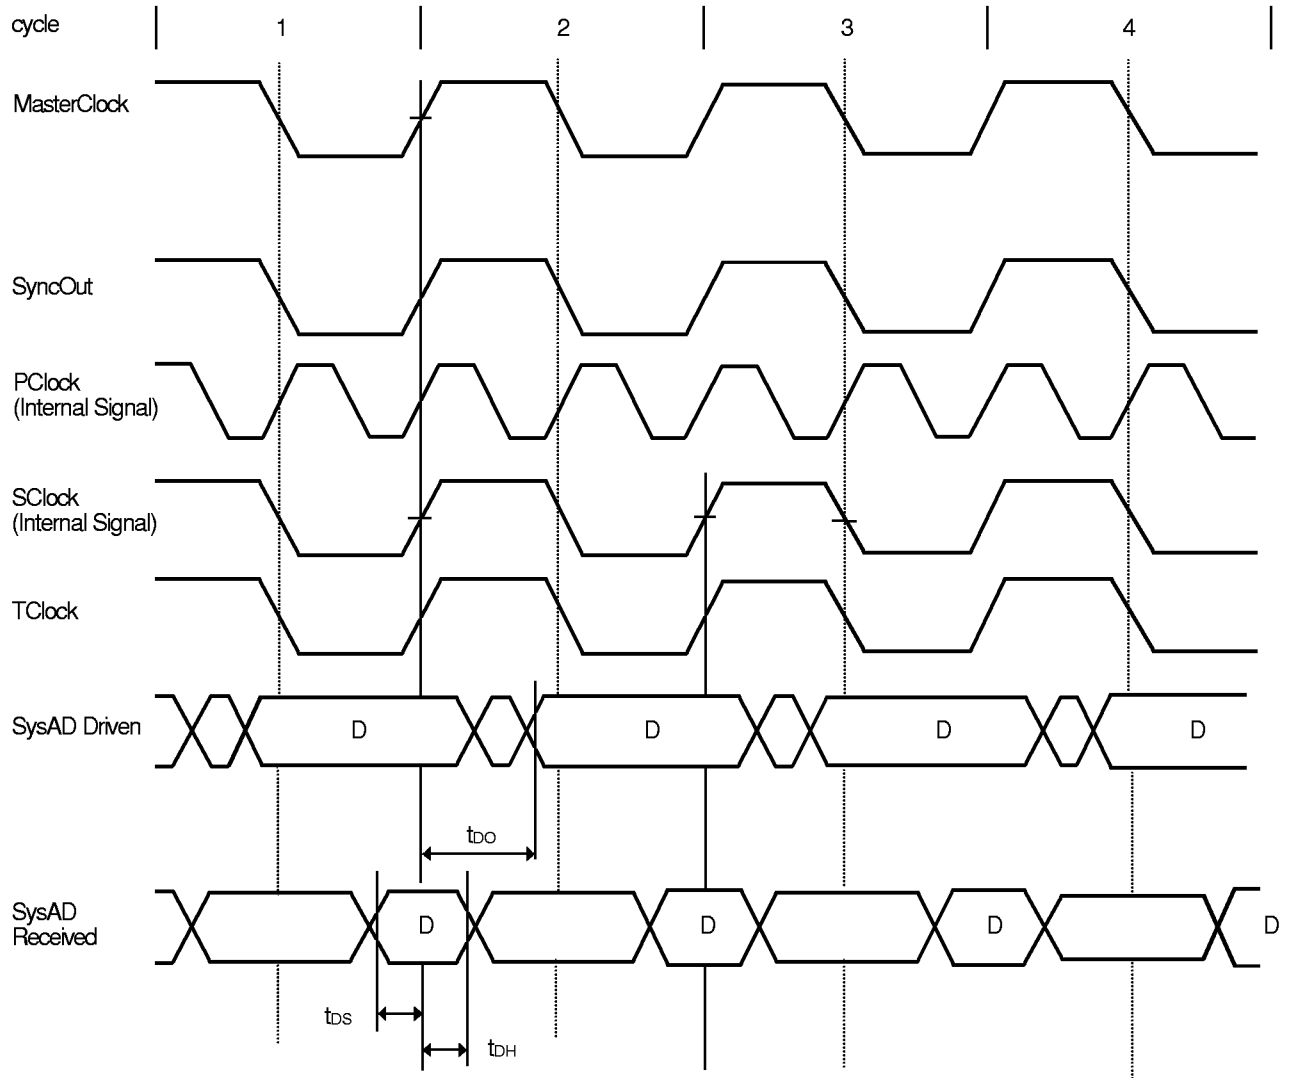 cycle 1 2 3 4
MasterClock
SyncOut
PClock
(Internal Signal)
SClock
(Internal Signal)
TClock
SysAD Driven D D D D
tDO
SysAD
Received
D D D D
tDS
tDH